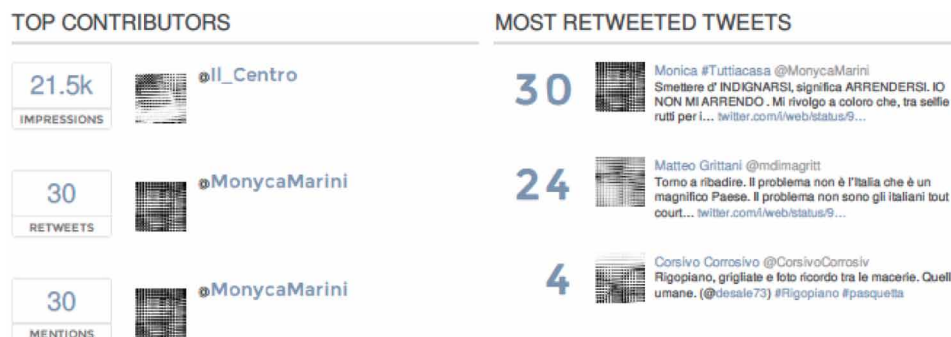 TOP CONTRIBUTORS
21.5k
IMPRESSIONS
@Il_Centro
30
RETWEETS
@MonycaMarini
30
MENTIONS
@MonycaMarini
MOST RETWEETED TWEETS
30
Monica #Tuttiacasa @MonycaMarini
Smettere d' INDIGNARSI, significa ARRENDERSI. IO
NON MI ARRENDO . Mi rivolgo a coloro che, tra selfie
rutti per i... twitter.com/i/web/status/9...
24
Matteo Grittani @mdimagritt
Torno a ribadire. Il problema non è l'Italia che è un
magnifico Paese. Il problema non sono gli italiani tout
court... twitter.com/i/web/status/9...
4
Corsivo Corrosivo @CorsivoCorrosiv
Rigopiano, grigliate e foto ricordo tra le macerie. Quell
umane. (@desale73) #Rigopiano #pasquetta